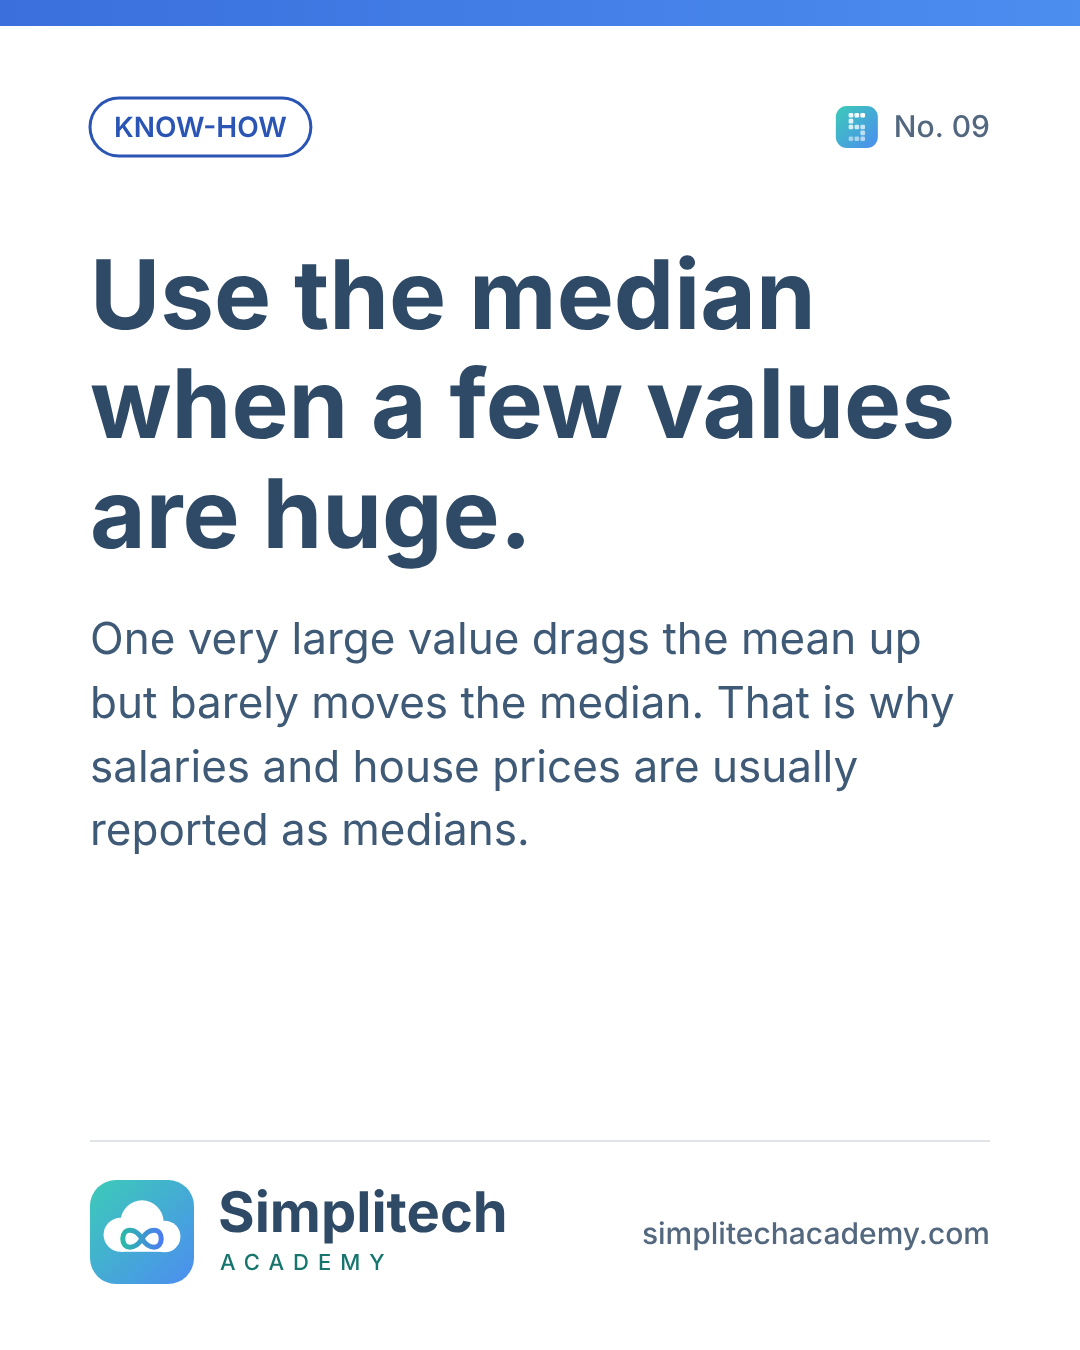 KNOW-HOW
No. 09
Use the median
when a few values
are huge.
One very large value drags the mean up
but barely moves the median. That is why
salaries and house prices are usually
reported as medians.
Simplitech
ACADEMY
simplitechacademy.com